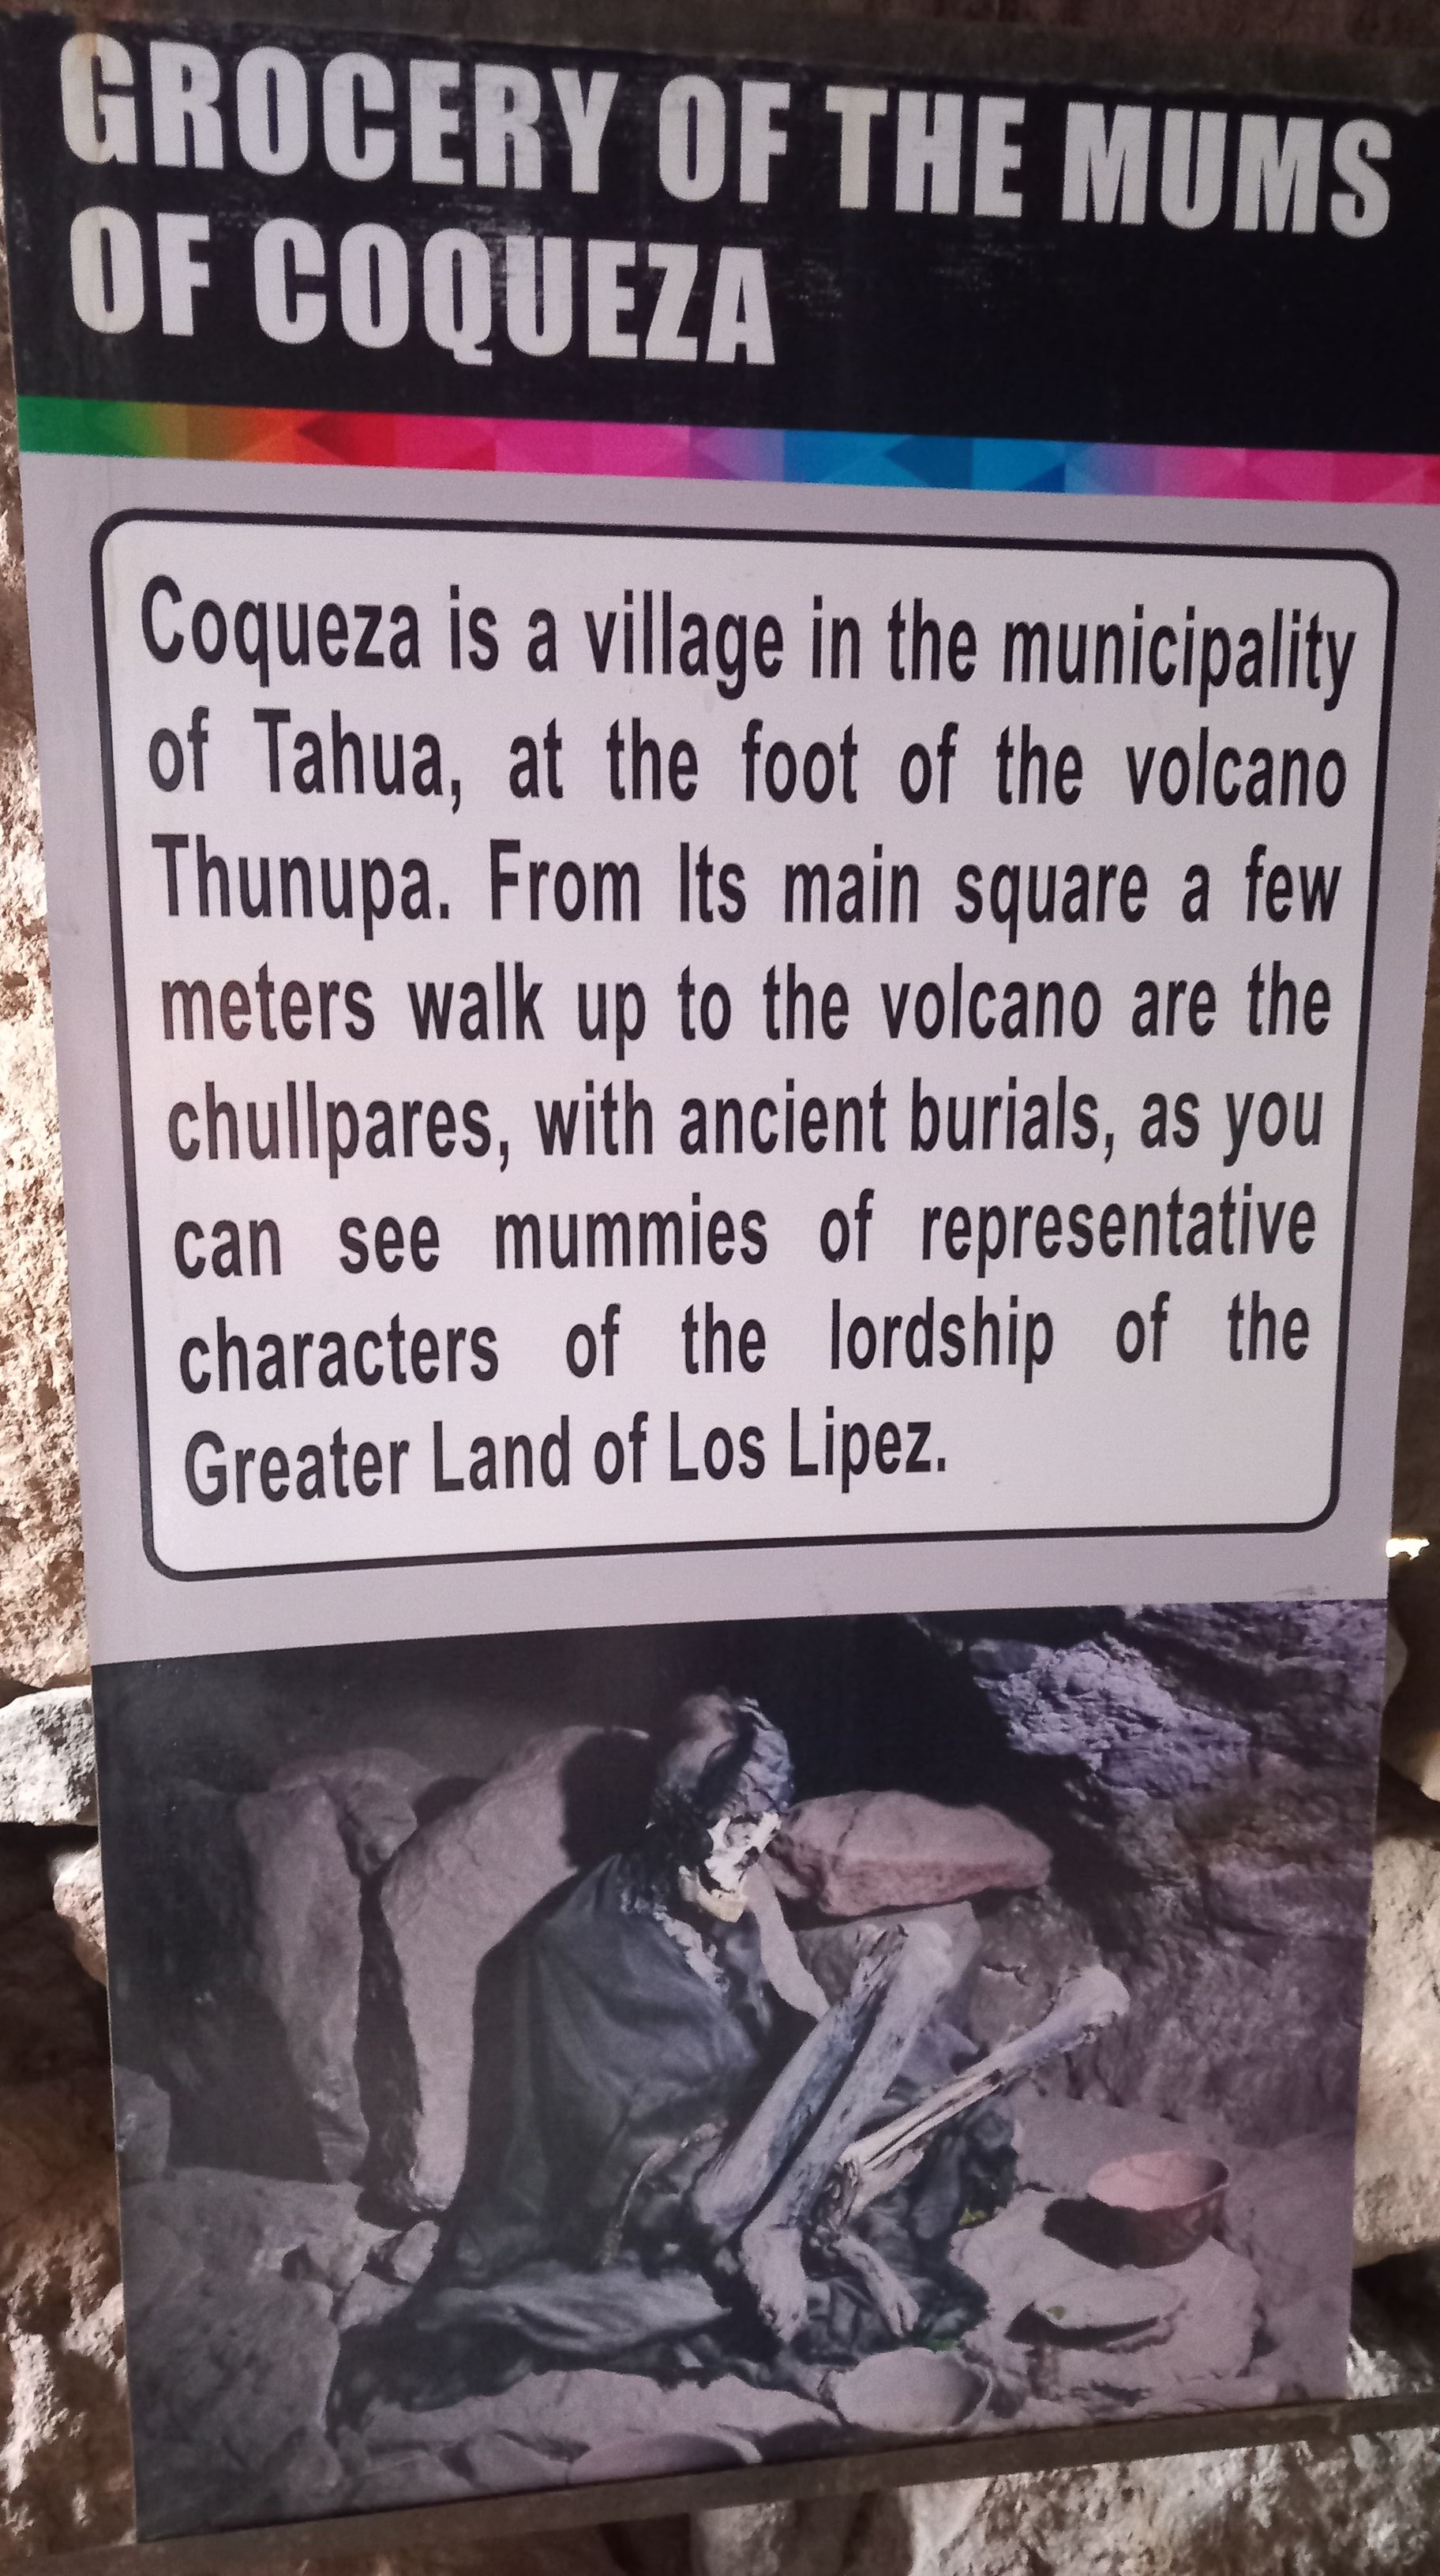 GROCERY OF THE MUMS
OF COQUEZA
Coqueza is a village in the municipality
of Tahua, at the foot of the volcano
Thunupa. From Its main square a few
meters walk up to the volcano are the
chullpares, with ancient burials, as you
can see mummies of representative
characters of the lordship of the
Greater Land of Los Lipez.